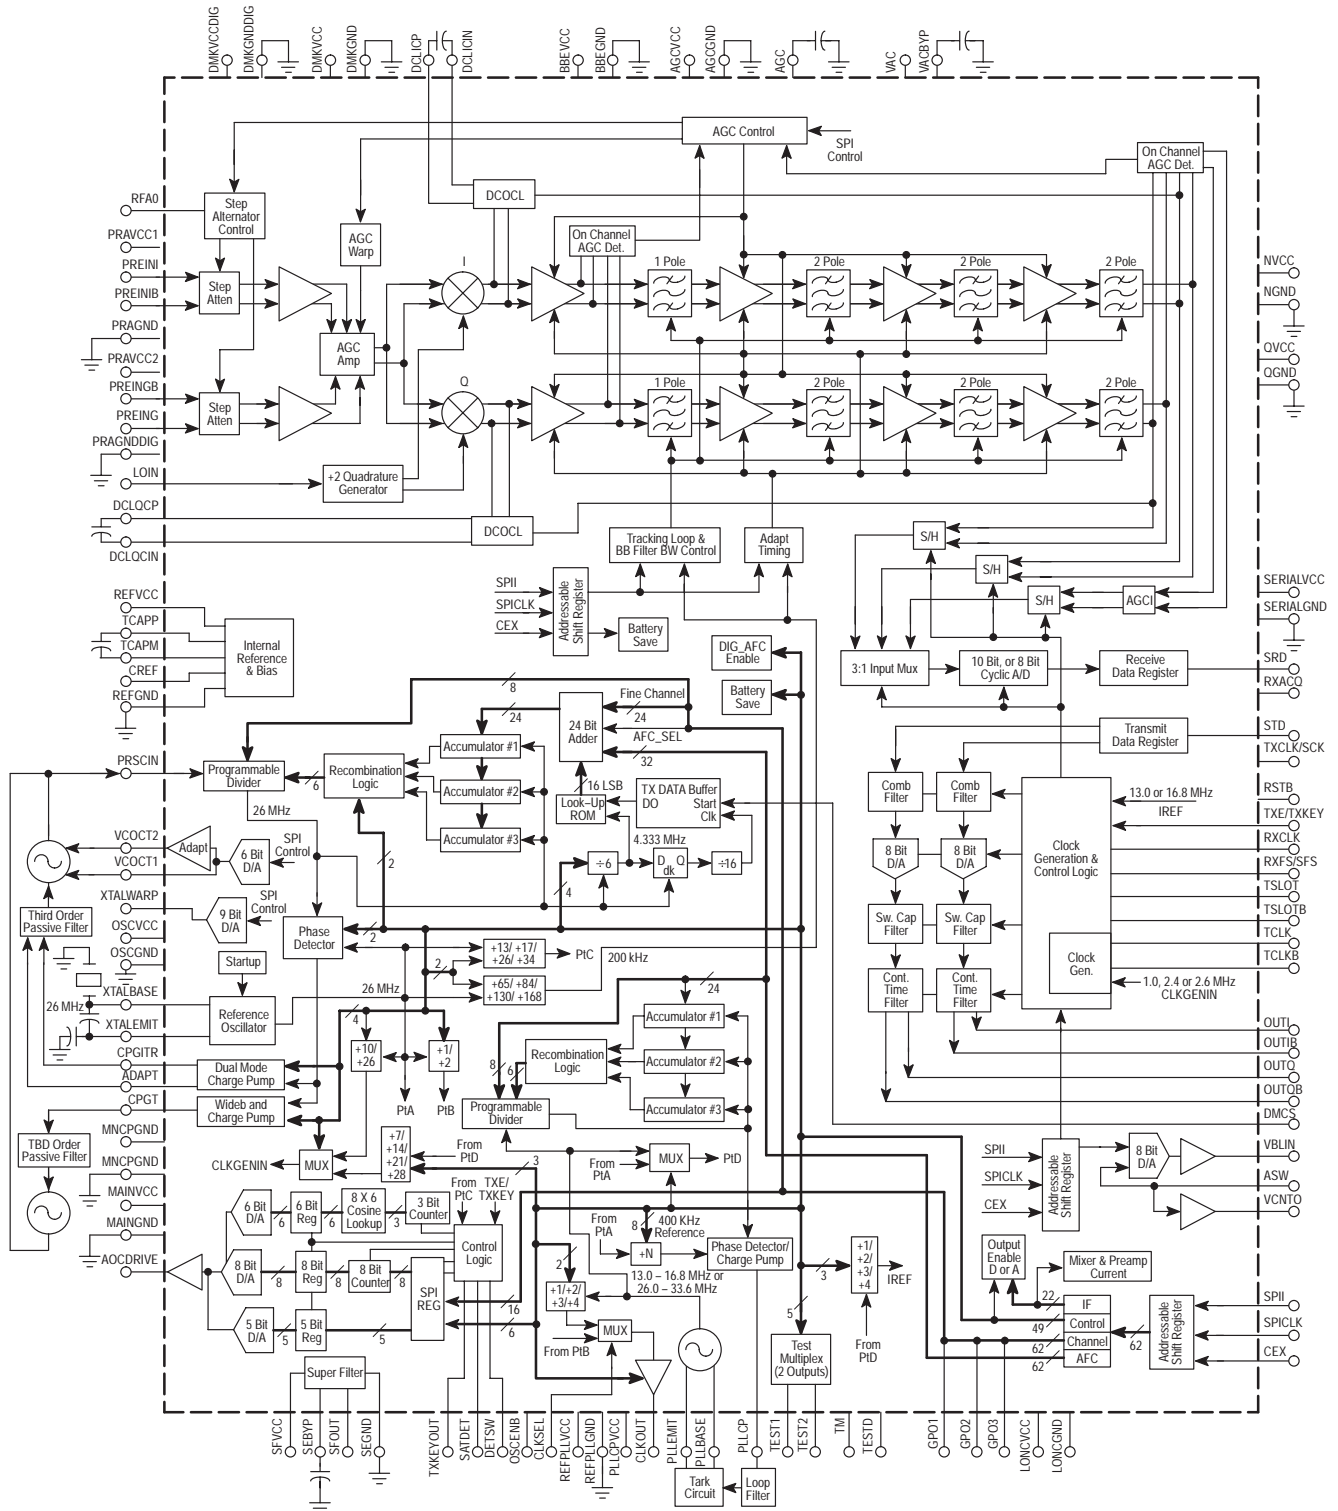 DMKVCCDIG
DMKGNDDIG
DMKVCC
DMKGND
DCLICP
DCLICIN
BBEVCC
BBEGND
AGCVCC
AGCGND
AGC
VAC
VACBYP
AGC Control
SPI
Control
On Channel
AGC Det.
RFA0
Step
Alternator
Control
DCOCL
PRAVCC1
AGC
Warp
On Channel
AGC Det.
I
1 Pole
2 Pole
2 Pole
2 Pole
NVCC
PREINI
Step
Atten
PREINIB
NGND
PRAGND
AGC
Amp
QVCC
PRAVCC2
QGND
Q
1 Pole
2 Pole
2 Pole
2 Pole
PREINGB
Step
Atten
PREING
PRAGNDDIG
LOIN
+2 Quadrature
Generator
DCLQCP
DCOCL
Tracking Loop &
BB Filter BW Control
Adapt
Timing
S/H
DCLQCIN
S/H
SPII
SPICLK
CEX
Addressable
Shift Register
Battery
Save
S/H
AGCI
SERIALVCC
SERIALGND
REFVCC
TCAPP
TCAPM
CREF
REFGND
Internal
Reference
& Bias
DIG_AFC
Enable
3:1 Input Mux
10 Bit, or 8 Bit
Cyclic A/D
Receive
Data Register
SRD
RXACQ
Battery
Save
8
Fine Channel
24
24
24 Bit
Adder
AFC_SEL
32
Transmit
Data Register
STD
TXCLK/SCK
PRSCIN
Programmable
Divider
6
Recombination
Logic
Accumulator #1
Accumulator #2
Accumulator #3
16 LSB
Look–Up
ROM
TX DATA Buffer
DO
Start
Clk
Comb
Filter
Comb
Filter
13.0 or 16.8 MHz
IREF
RSTB
TXE/TXKEY
26 MHz
4.333 MHz
VCOCT2
VCOCT1
Adapt
6 Bit
D/A
SPI
Control
2
÷6
D Q
dk
÷16
4
8 Bit
D/A
8 Bit
D/A
Clock
Generation &
Control Logic
RXCLK
RXFS/SFS
TSLOT
XTALWARP
9 Bit
D/A
SPI
Control
Third Order
Passive Filter
OSCVCC
OSCGND
Phase
Detector
2
Sw. Cap
Filter
Sw. Cap
Filter
TSLOTB
TCLK
TCLKB
Clock
Gen.
Startup
2
+13/ +17/
+26/ +34
PtC
200 kHz
+65/ +84/
+130/ +168
26 MHz
24
Cont.
Time
Filter
Cont.
Time
Filter
1.0, 2.4 or 2.6 MHz
CLKGENIN
XTALBASE
26 MHz
XTALEMIT
Reference
Oscillator
4
+10/
+26
+1/
+2
Accumulator #1
Accumulator #2
Accumulator #3
Recombination
Logic
8
6
OUTI
OUTIB
OUTQ
OUTQB
CPGITR
ADAPT
Dual Mode
Charge Pump
CPGT
Wideb and
Charge Pump
PtA
PtB
Programmable
Divider
DMCS
MNCPGND
TBD Order
Passive Filter
MNCPGND
CLKGENIN
MUX
+7/
+14/
+21/
+28
From
PtD
3
From
PtA
MUX
PtD
SPII
SPICLK
CEX
Addressable
Shift Register
8 Bit
D/A
VBLIN
ASW
VCNTO
MAINVCC
MAINGND
AOCDRIVE
6 Bit
D/A
6
6 Bit
Reg
6
8 X 6
Cosine
Lookup
3
3 Bit
Counter
From
PtC
TXE/
TXKEY
Control
Logic
From
PtA
8
400 KHz
Reference
+N
Phase Detector/
Charge Pump
13.0 – 16.8 MHz or
26.0 – 33.6 MHz
+1/
+2/
+3/
+4
IREF
3
Output
Enable
D or A
Mixer & Preamp
Current
8 Bit
D/A
8
8 Bit
Reg
8
8 Bit
Counter
8
SPI
REG
16
6
2
+1/+2/
+3/+4
5
22
49
62
62
IF
Control
Channel
AFC
62
Addressable
Shift Register
SPII
SPICLK
CEX
5 Bit
D/A
5
5 Bit
Reg
5
From PtB
MUX
Test
Multiplex
(2 Outputs)
From
PtD
Super Filter
SFVCC
SEBYP
SFOUT
SEGND
TXKEYOUT
SATDET
DETSW
OSCENB
CLKSEL
REFPLLVCC
REFPLLGND
PLLCPVCC
CLKOUT
PLLEMIT
PLLBASE
PLLCP
TEST1
TEST2
TM
TESTD
GPO1
GPO2
GPO3
LONCVCC
LONCGND
Tark
Circuit
Loop
Filter